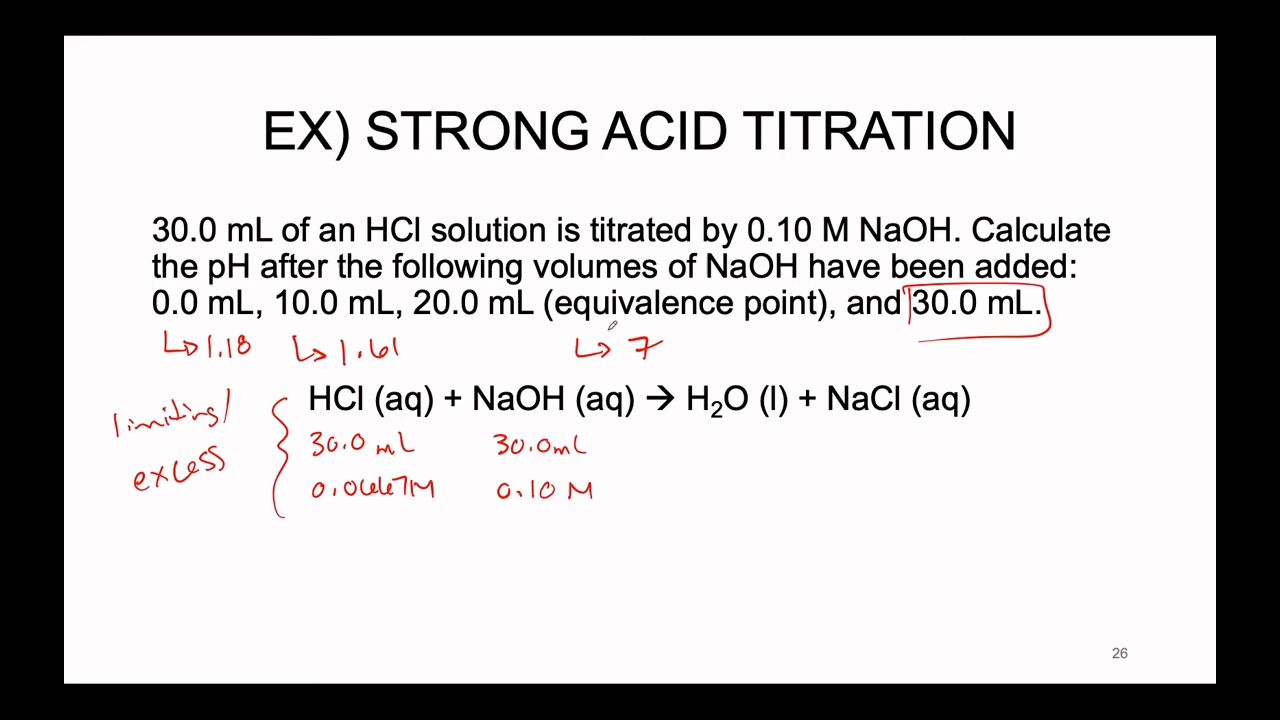 EX) STRONG ACID TITRATION
30.0 mL of an HCl solution is titrated by 0.10 M NaOH. Calculate
the pH after the following volumes of NaOH have been added:
0.0 mL, 10.0 mL, 20.0 mL (equivalence point), and 30.0 mL.
↳ 1.18 ↳ 1.61 ↳ 7
HCl (aq) + NaOH (aq) → H₂O (l) + NaCl (aq)
limiting/
excess
30.0 mL 30.0 mL
0.0667M 0.10 M
26